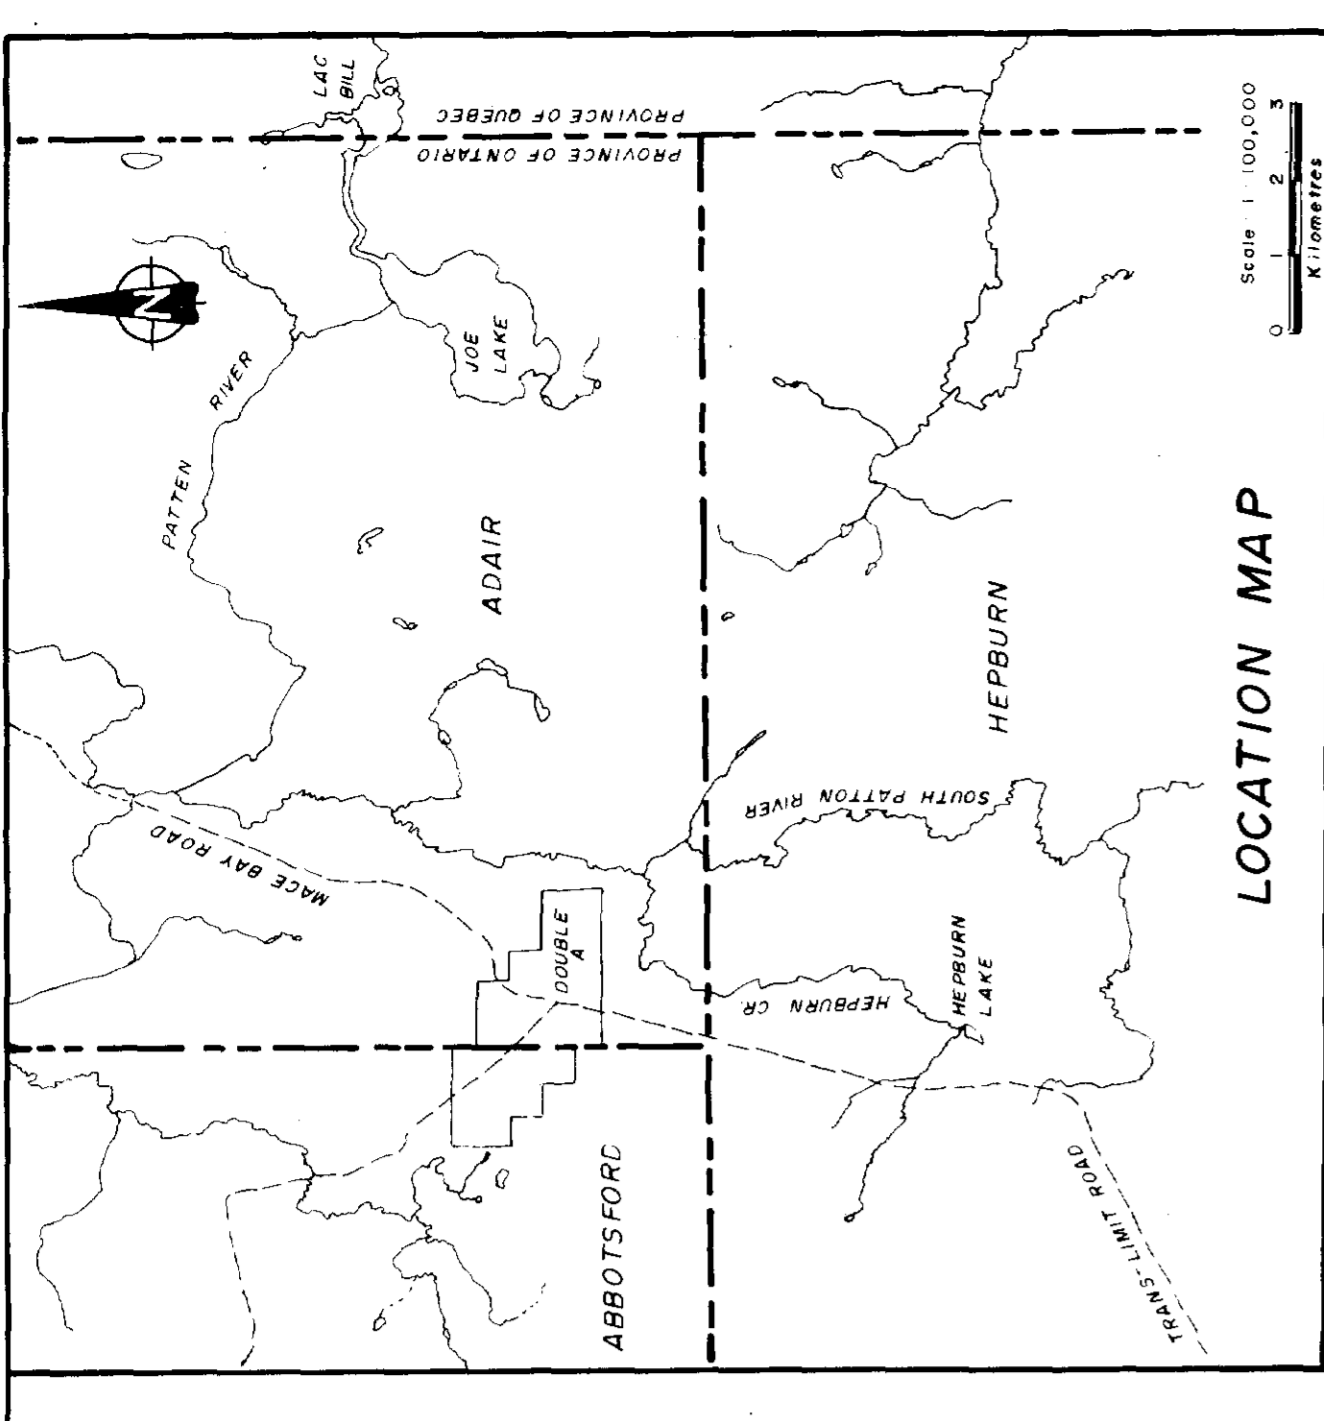 LAC
BILL
PROVINCE OF QUEBEC
PROVINCE OF ONTARIO
N
PATTEN RIVER
JOE
LAKE
ADAIR
MACE BAY ROAD
DOUBLE
A
ABBOTSFORD
HEPBURN
SOUTH PATTON RIVER
HEPBURN CR.
HEPBURN
LAKE
TRANS-LIMIT ROAD
LOCATION MAP
Scale 1:100,000
0 1 2 3
Kilometres